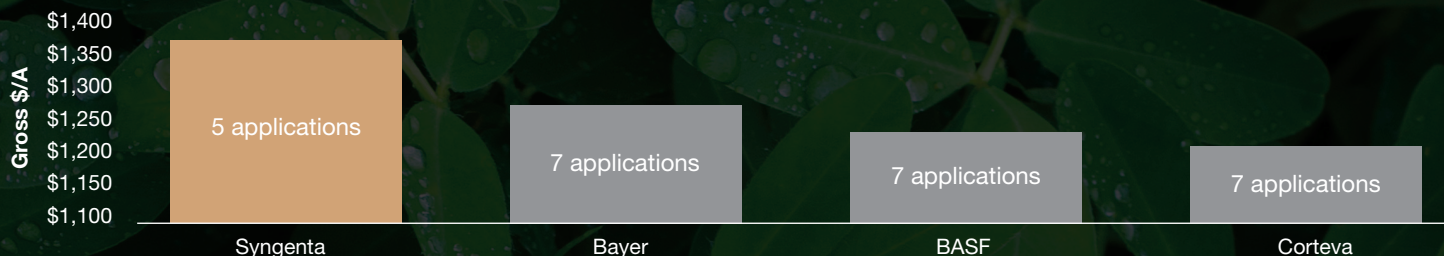 Gross $/A
$1,400
$1,350
$1,300
$1,250
$1,200
$1,150
$1,100
5 applications
7 applications
7 applications
7 applications
Syngenta
Bayer
BASF
Corteva